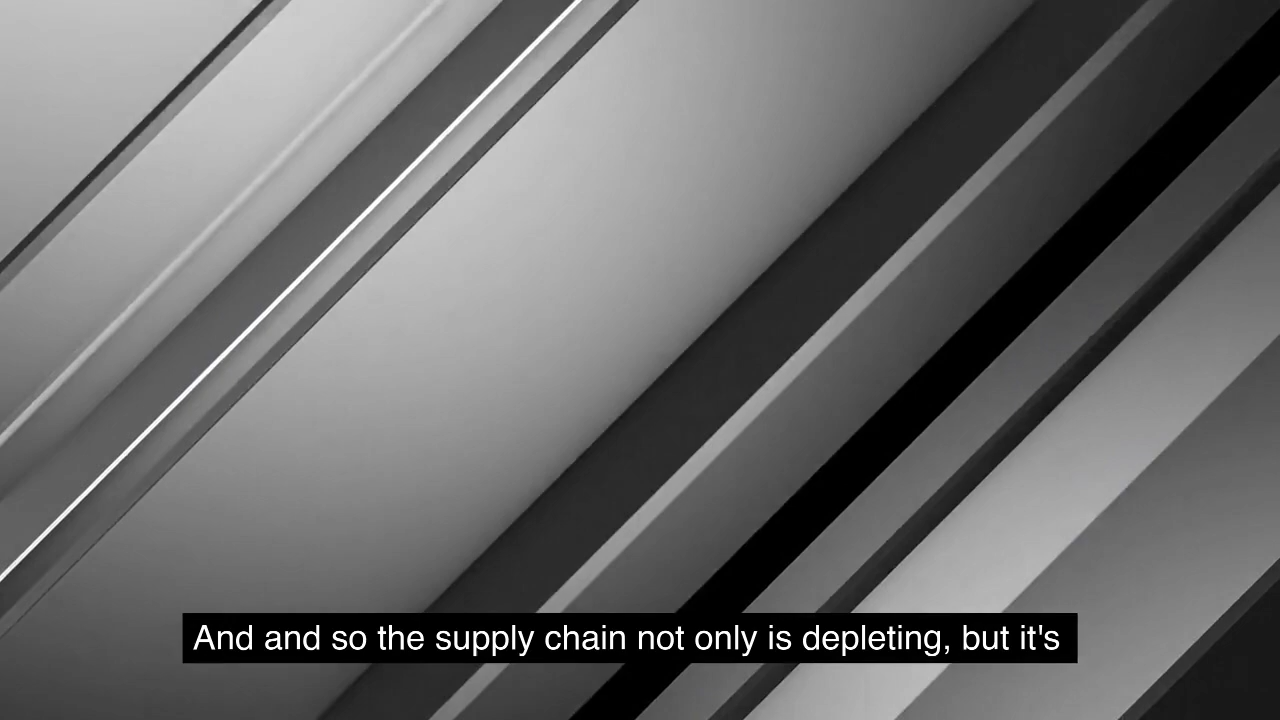 And and so the supply chain not only is depleting, but it's